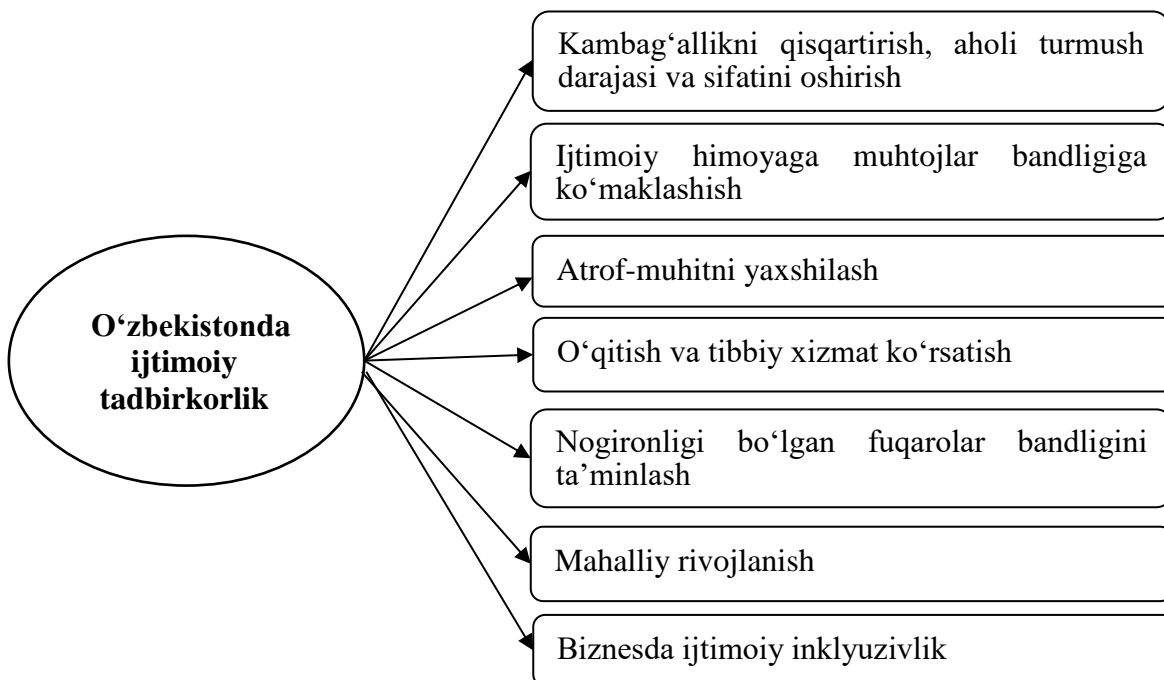 Kambag‘allikni qisqartirish, aholi turmush
darajasi va sifatini oshirish
Ijtimoiy himoyaga muhtojlar bandligiga
ko‘maklashish
Atrof-muhitni yaxshilash
O‘zbekistonda
ijtimoiy
tadbirkorlik
O‘qitish va tibbiy xizmat ko‘rsatish
Nogironligi bo‘lgan fuqarolar bandligini
ta’minlash
Mahalliy rivojlanish
Biznesda ijtimoiy inklyuzivlik